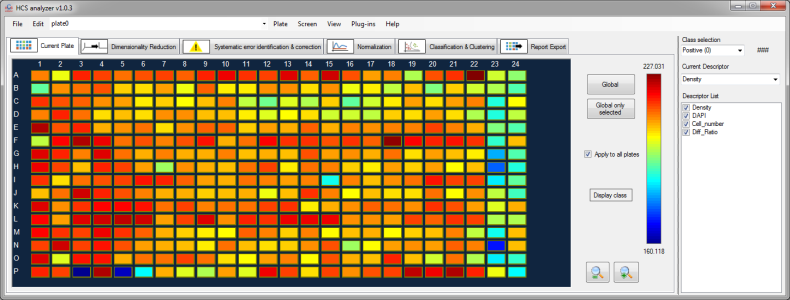 HCS analyzer v1.0.3
File Edit plate0 Plate Screen View Plug-ins Help
Current Plate Dimensionality Reduction Systematic error identification & correction Normalization Classification & Clustering Report Export
1 2 3 4 5 6 7 8 9 10 11 12 13 14 15 16 17 18 19 20 21 22 23 24
A
B
C
D
E
F
G
H
I
J
K
L
M
N
O
P
Global
Global only
selected
Apply to all plates
Display class
227.031
160.118
Class selection
Positive (0) ###
Current Descriptor
Density
Descriptor List
Density
DAPI
Cell_number
Diff_Ratio